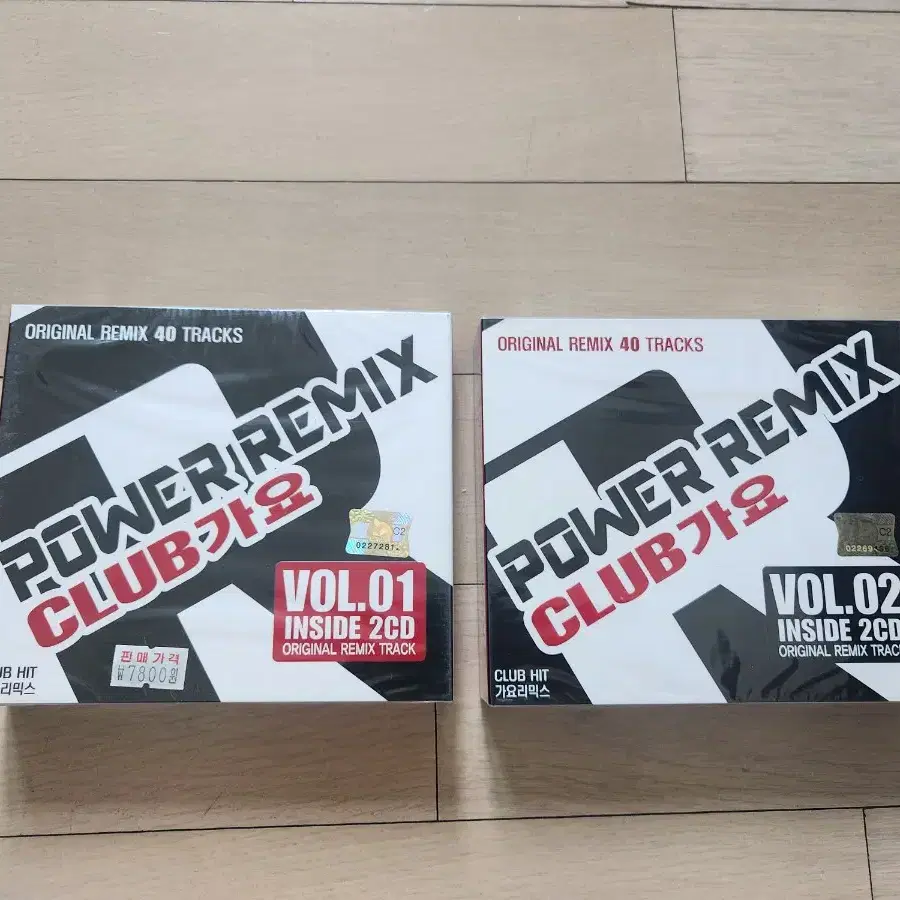 ORIGINAL REMIX 40 TRACKS
POWER REMIX
CLUB가요
C2
VOL.01
INSIDE 2CD
ORIGINAL REMIX TRACK
판매가격
₩7800원
HIT
리믹스
ORIGINAL REMIX 40 TRACKS
POWER REMIX
CLUB가요
C2
VOL.02
INSIDE 2CD
ORIGINAL REMIX TRACK
CLUB HIT
가요리믹스